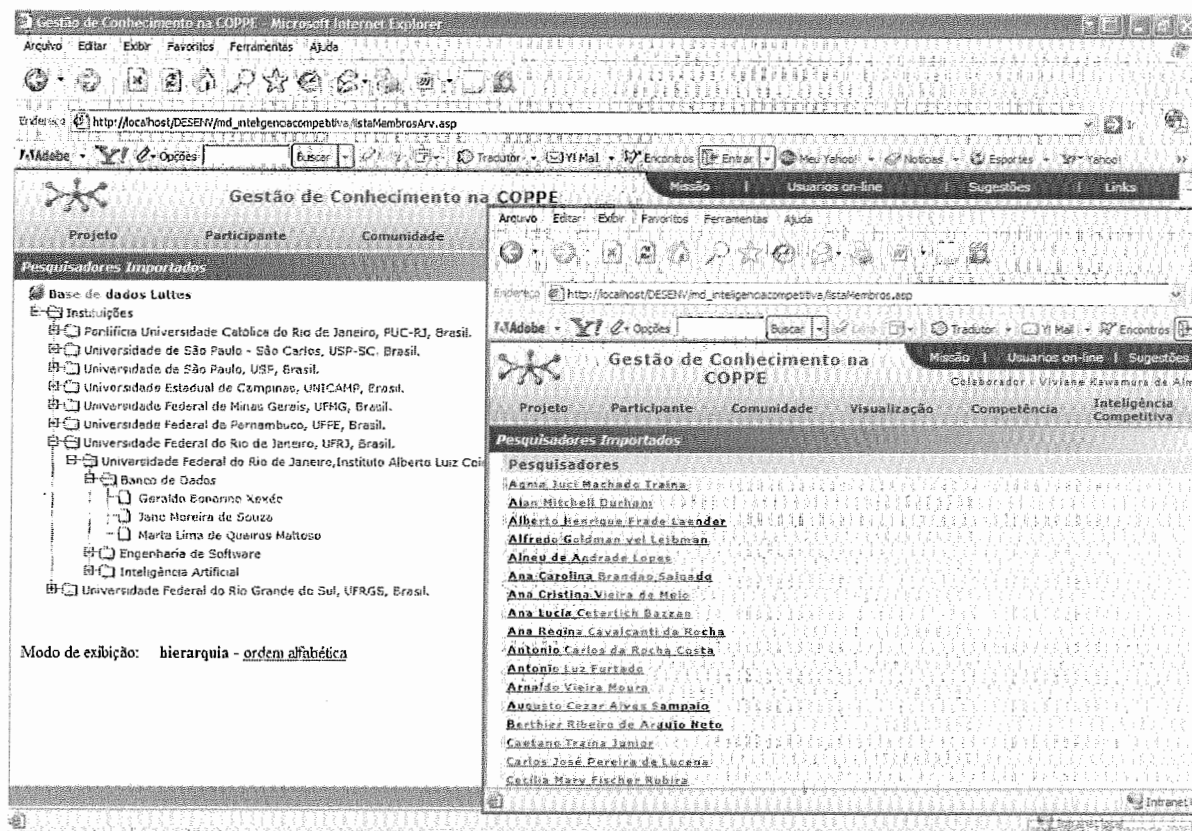 Gestão de Conhecimento na COPPE - Microsoft Internet Explorer
Arquivo Editar Exibir Favoritos Ferramentas Ajuda
Endereço http://localhost/DESENV/md_inteligenciacompetitiva/listaMembrosArv.asp Ir
Adobe Y! Opções Buscar Tradutor Y! Mail Encontros Entrar Meu Yahoo! Notícias Esportes Yahoo!
Gestão de Conhecimento na COPPE
Missão | Usuarios on-line | Sugestões | Links
Projeto Participante Comunidade
Pesquisadores Importados
Base de dados Lattes
Instituições
Pontifícia Universidade Católica do Rio de Janeiro, PUC-RJ, Brasil.
Universidade de São Paulo - São Carlos, USP-SC, Brasil.
Universidade de São Paulo, USP, Brasil.
Universidade Estadual de Campinas, UNICAMP, Brasil.
Universidade Federal de Minas Gerais, UFMG, Brasil.
Universidade Federal de Pernambuco, UFPE, Brasil.
Universidade Federal do Rio de Janeiro, UFRJ, Brasil.
Universidade Federal do Rio de Janeiro,Instituto Alberto Luiz Coi
Banco de Dados
Geraldo Bonorino Xexéo
Jano Moreira de Souza
Marta Lima de Queiros Mattoso
Engenharia de Software
Inteligência Artificial
Universidade Federal do Rio Grande do Sul, UFRGS, Brasil.
Modo de exibição: hierarquia - ordem alfabética
Arquivo Editar Exibir Favoritos Ferramentas Ajuda
Endereço http://localhost/DESENV/md_inteligenciacompetitiva/listaMembros.asp
Adobe Y! Opções Buscar Tradutor Y! Mail Encontros
Gestão de Conhecimento na
COPPE
Missão | Usuarios on-line | Sugestões
Colaborador : Viviane Kawamura de Alm
Projeto Participante Comunidade Visualização Competência Inteligência
Competitiva
Pesquisadores Importados
Pesquisadores
Agma Juci Machado Traina
Alan Mitchell Durham
Alberto Henrique Frade Laender
Alfredo Goldman vel Leibman
Alneu de Andrade Lopes
Ana Carolina Brandao Salgado
Ana Cristina Vieira de Melo
Ana Lucia Cetertich Bazzan
Ana Regina Cavalcanti da Rocha
Antonio Carlos da Rocha Costa
Antonio Luz Furtado
Arnaldo Vieira Moura
Augusto Cezar Alves Sampaio
Berthier Ribeiro de Araujo Neto
Caetano Traina Junior
Carlos José Pereira de Lucena
Cecília Mary Fischer Rubira
Intranet